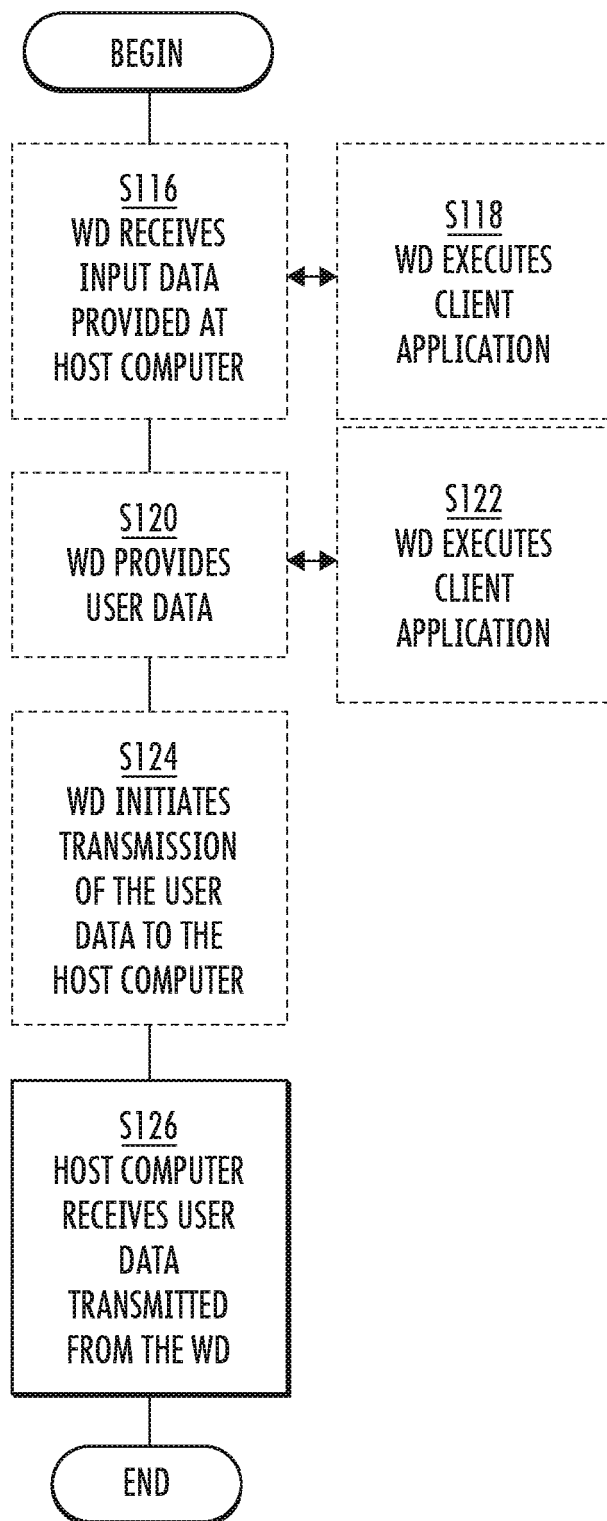 BEGIN
S116
WD RECEIVES
INPUT DATA
PROVIDED AT
HOST COMPUTER
S118
WD EXECUTES
CLIENT
APPLICATION
S120
WD PROVIDES
USER DATA
S122
WD EXECUTES
CLIENT
APPLICATION
S124
WD INITIATES
TRANSMISSION
OF THE USER
DATA TO THE
HOST COMPUTER
S126
HOST COMPUTER
RECEIVES USER
DATA
TRANSMITTED
FROM THE WD
END